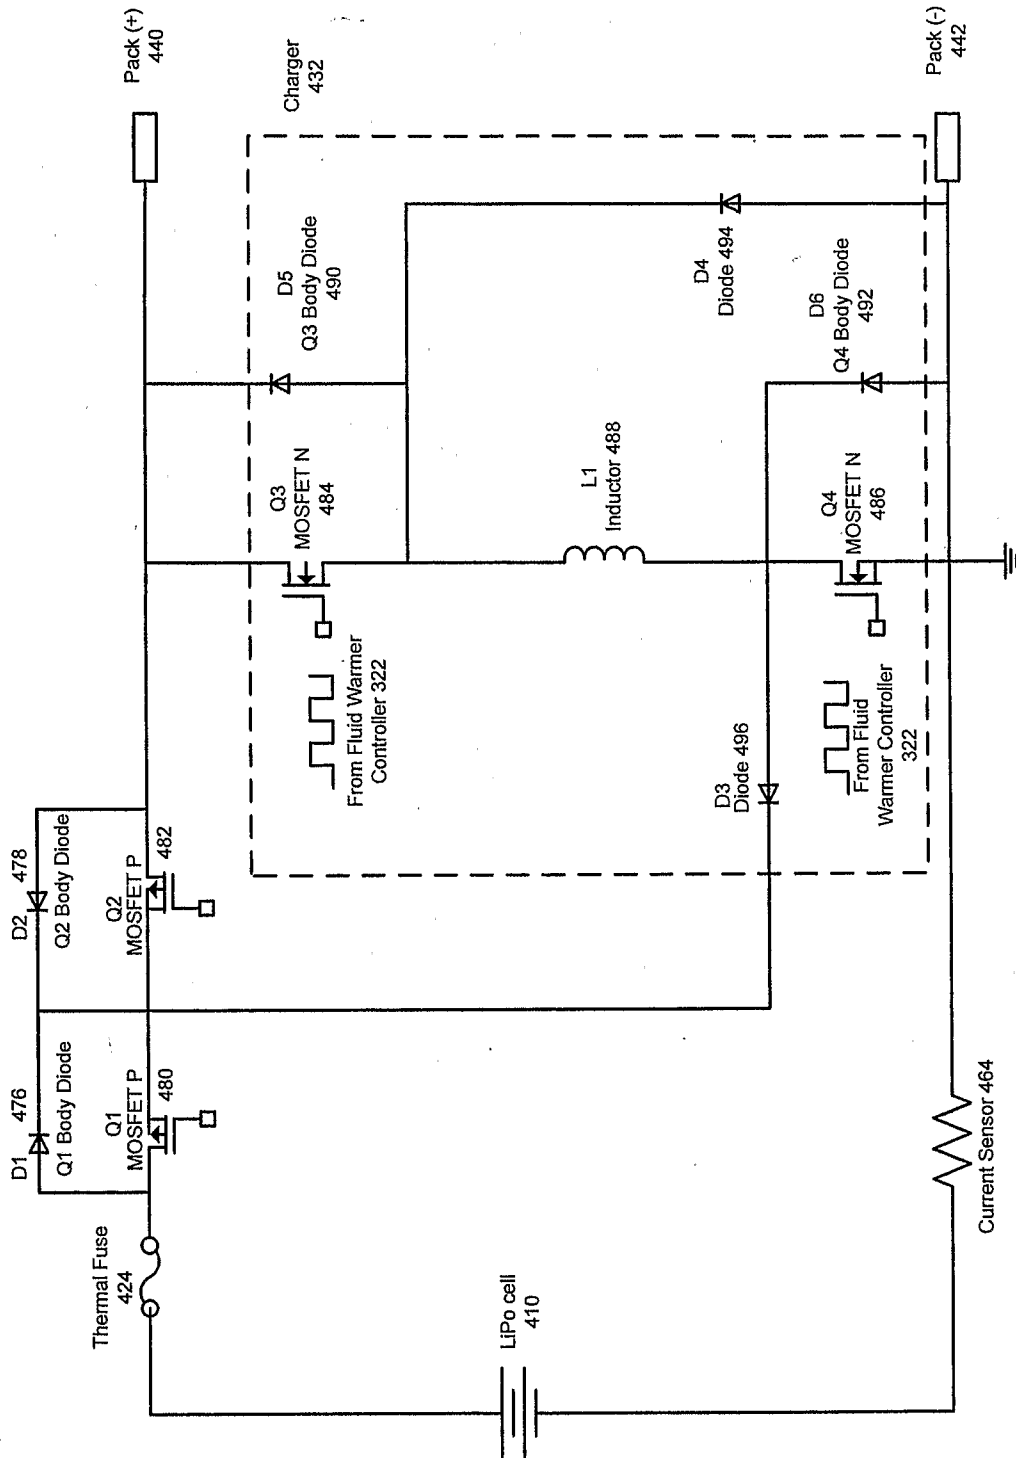 Pack (+)
440
Charger
432
D5
Q3 Body Diode
490
Q3
MOSFET N
484
From Fluid Warmer
Controller 322
D2 478
Q2 Body Diode
Q2
MOSFET P
482
D1 476
Q1 Body Diode
Q1
MOSFET P
480
Thermal Fuse
424
LiPo cell
410
L1
Inductor 488
D3
Diode 496
D4
Diode 494
D6
Q4 Body Diode
492
Q4
MOSFET N
486
From Fluid
Warmer Controller
322
Pack (-)
442
Current Sensor 464